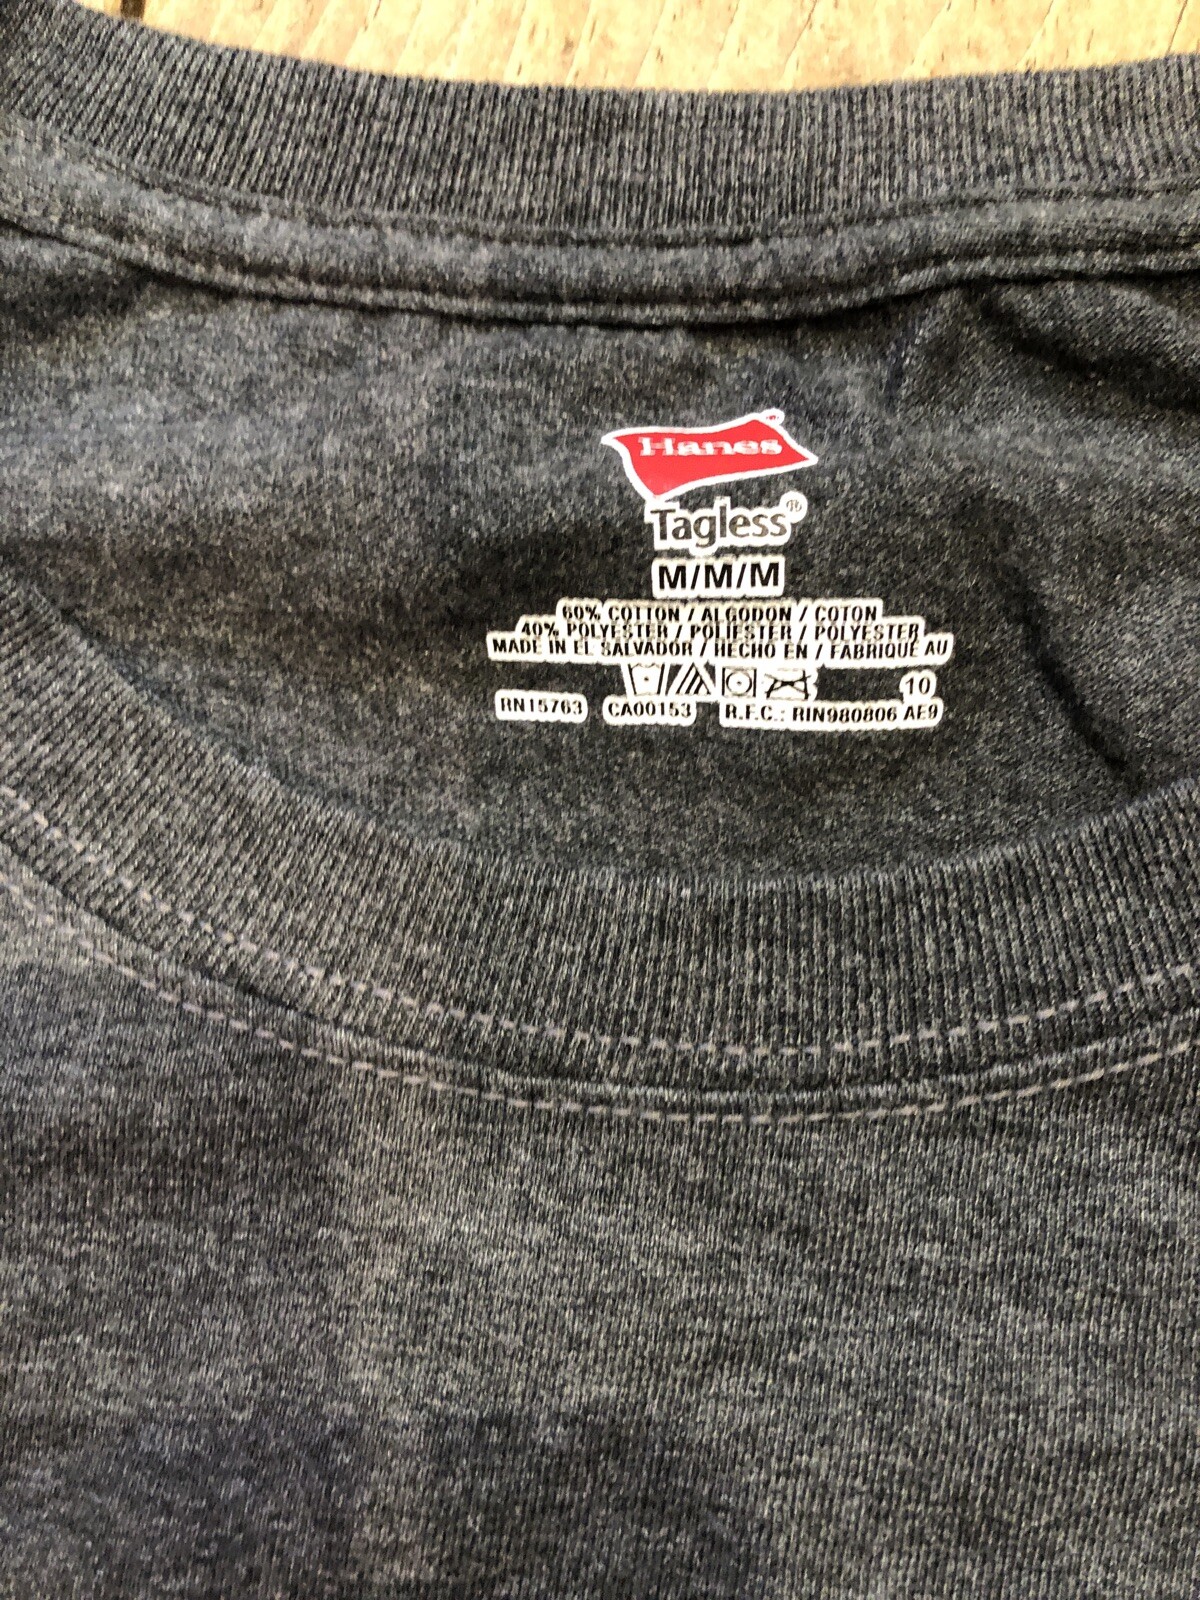 Hanes
Tagless®
M/M/M
60% COTTON / ALGODON / COTON
40% POLYESTER / POLIESTER / POLYESTER
MADE IN EL SALVADOR / HECHO EN / FABRIQUÉ AU
10
RN15763 CA00153 R.F.C.: RIN980806 AE9